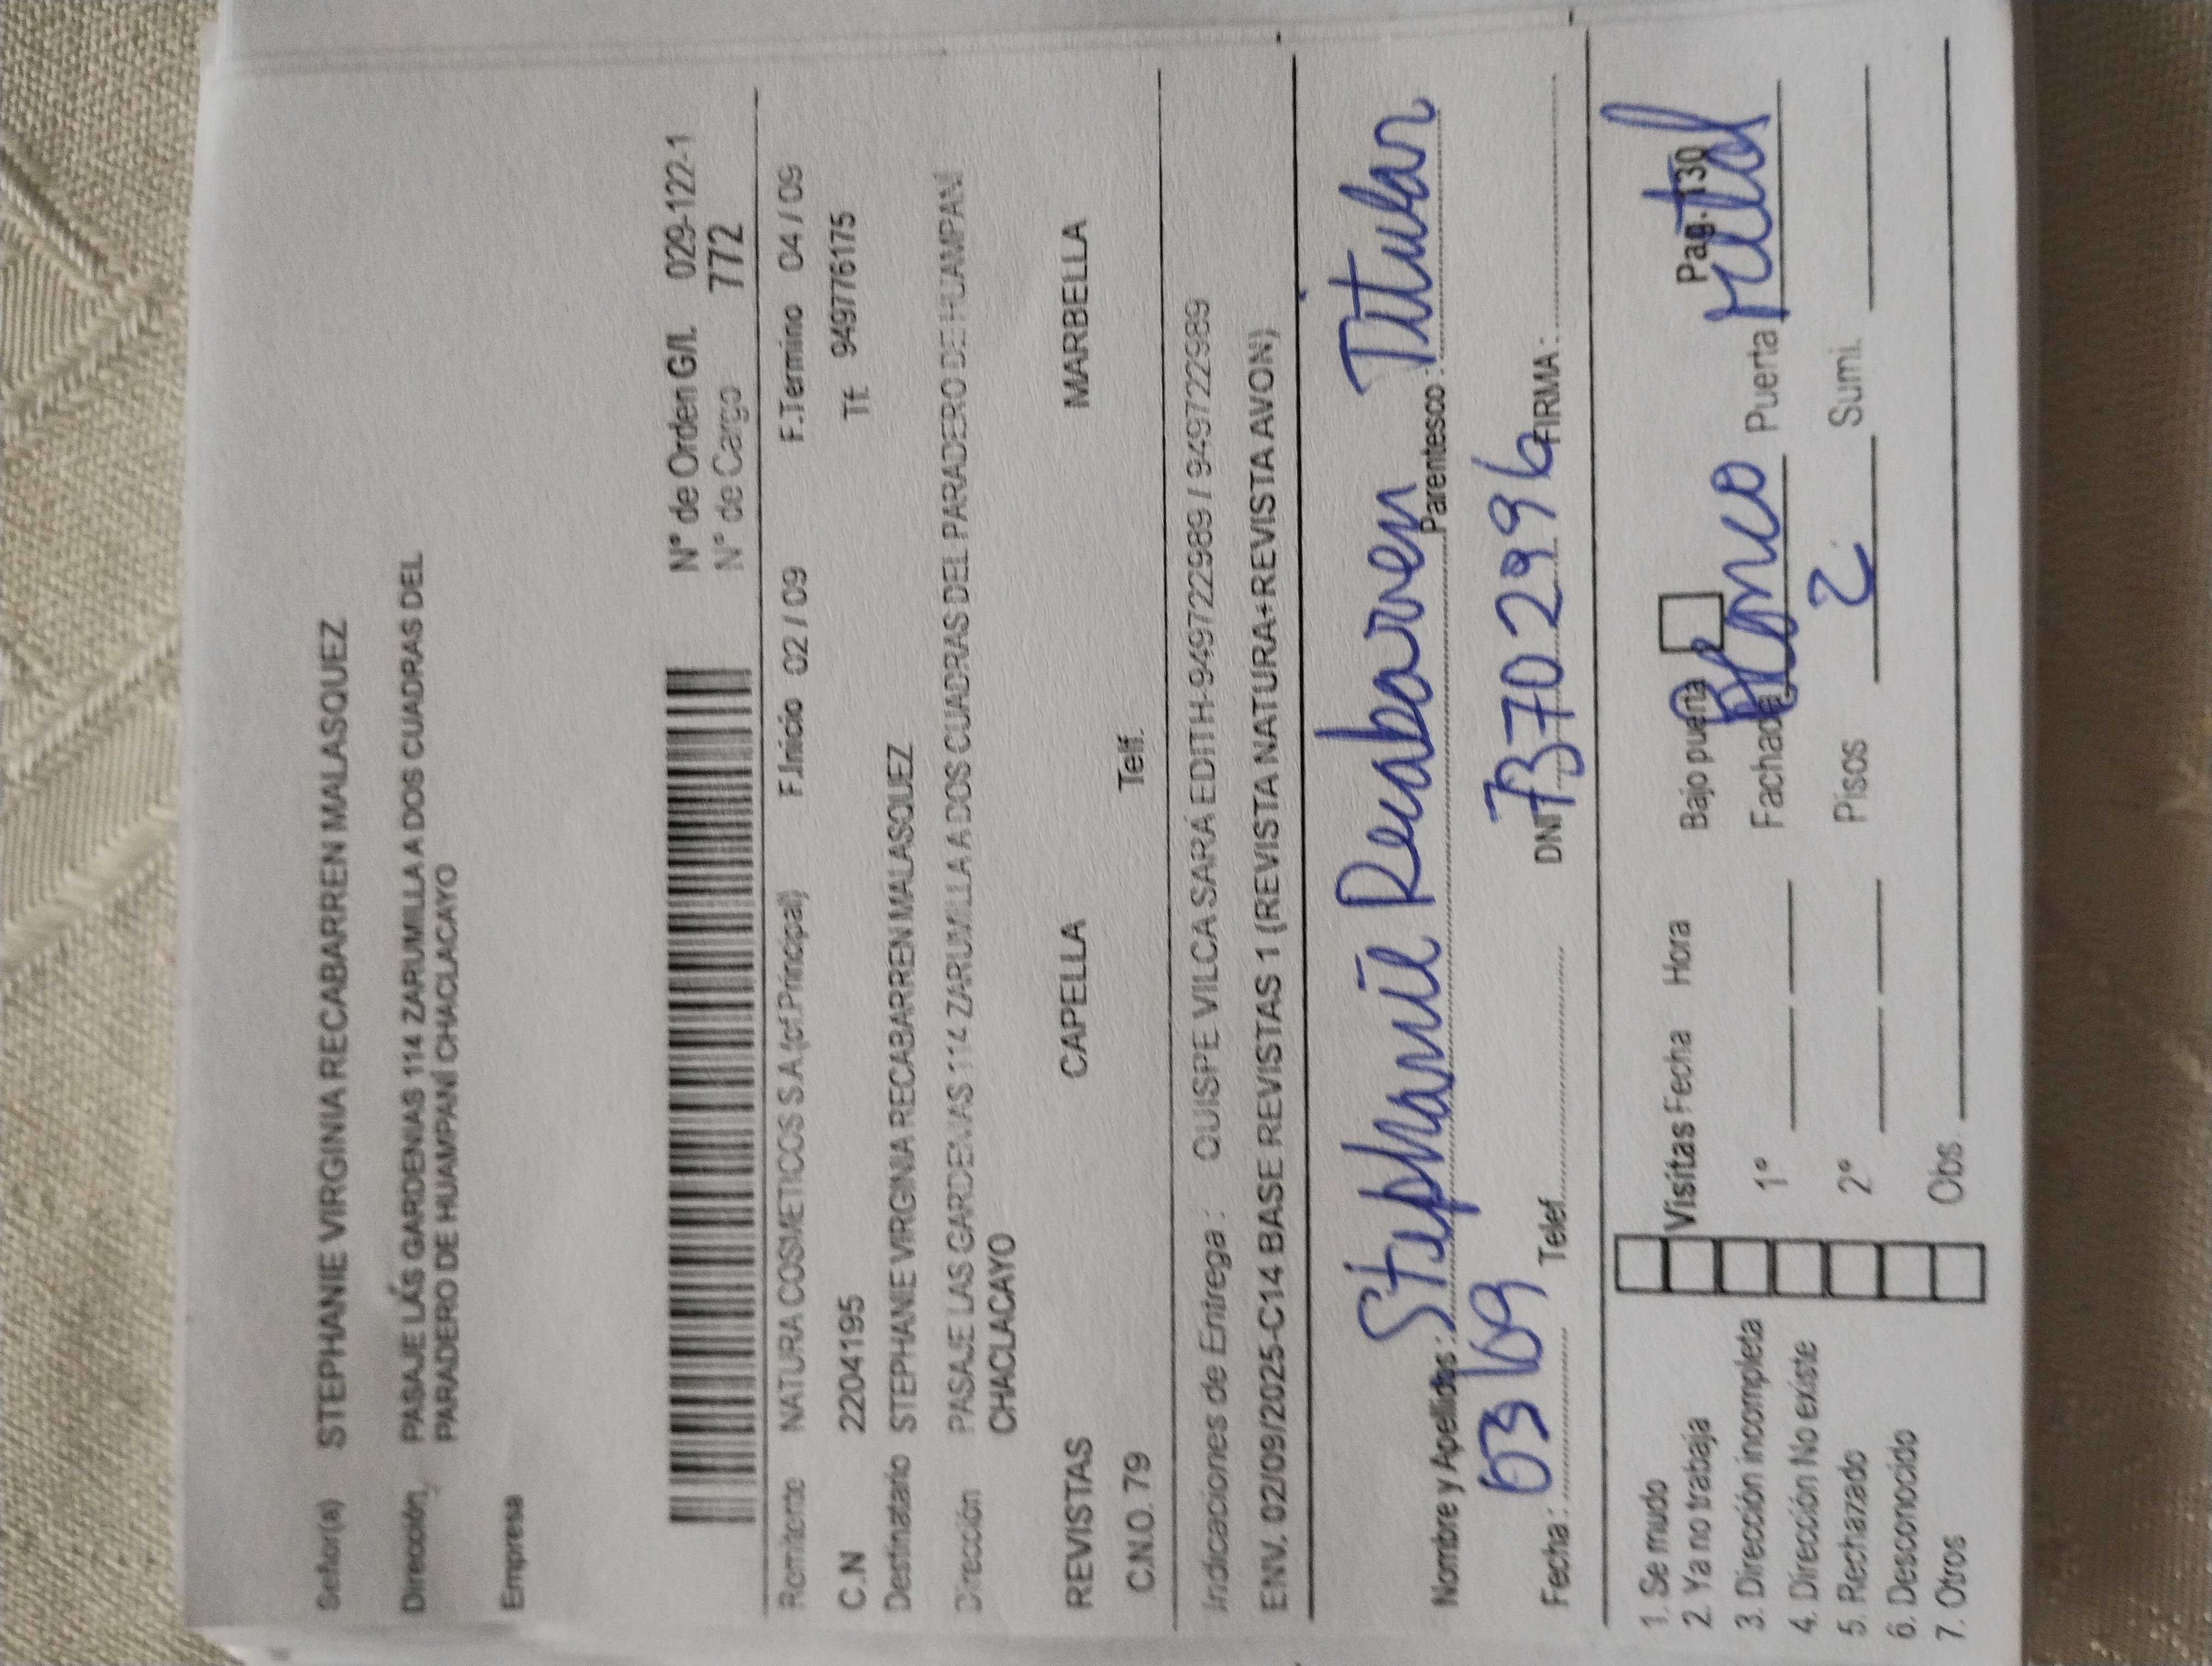 Señor(a) STEPHANIE VIRGINIA RECABARREN MALASQUEZ
Dirección PASAJE LAS GARDENIAS 114 ZARUMILLA A DOS CUADRAS DEL
PARADERO DE HUAMPANÍ CHACLACAYO
Empresa
N° de Orden G/L 029-122-1
N° de Cargo 772
Remitente NATURA COSMETICOS S.A.(of.Principal) F.Inicio 02 / 09 F.Termino 04 / 09
C.N 2204195 Tf. 949776175
Destinatario STEPHANIE VIRGINIA RECABARREN MALASQUEZ
Dirección PASAJE LAS GARDENIAS 114 ZARUMILLA A DOS CUADRAS DEL PARADERO DE HUAMPANÍ
CHACLACAYO
REVISTAS CAPELLA MARBELLA
C.N.O. 79 Telf.
Indicaciones de Entrega : QUISPE VILCA SARA EDITH-949722989 / 949722989
ENV. 02/09/2025-C14 BASE REVISTAS 1 (REVISTA NATURA+REVISTA AVON)
Nombre y Apellidos : Stephanie Recabarren Parentesco : Titular
Fecha : 03/09 Telef. DNI 73702996 FIRMA :
1. Se mudo
2. Ya no trabaja
3. Dirección incompleta
4. Dirección No existe
5. Rechazado
6. Desconocido
7. Otros
Visitas Fecha Hora
1°
2°
Obs.
Bajo puerta Pag. 130
Fachada Blanco Puerta
Pisos 2 Sumi.